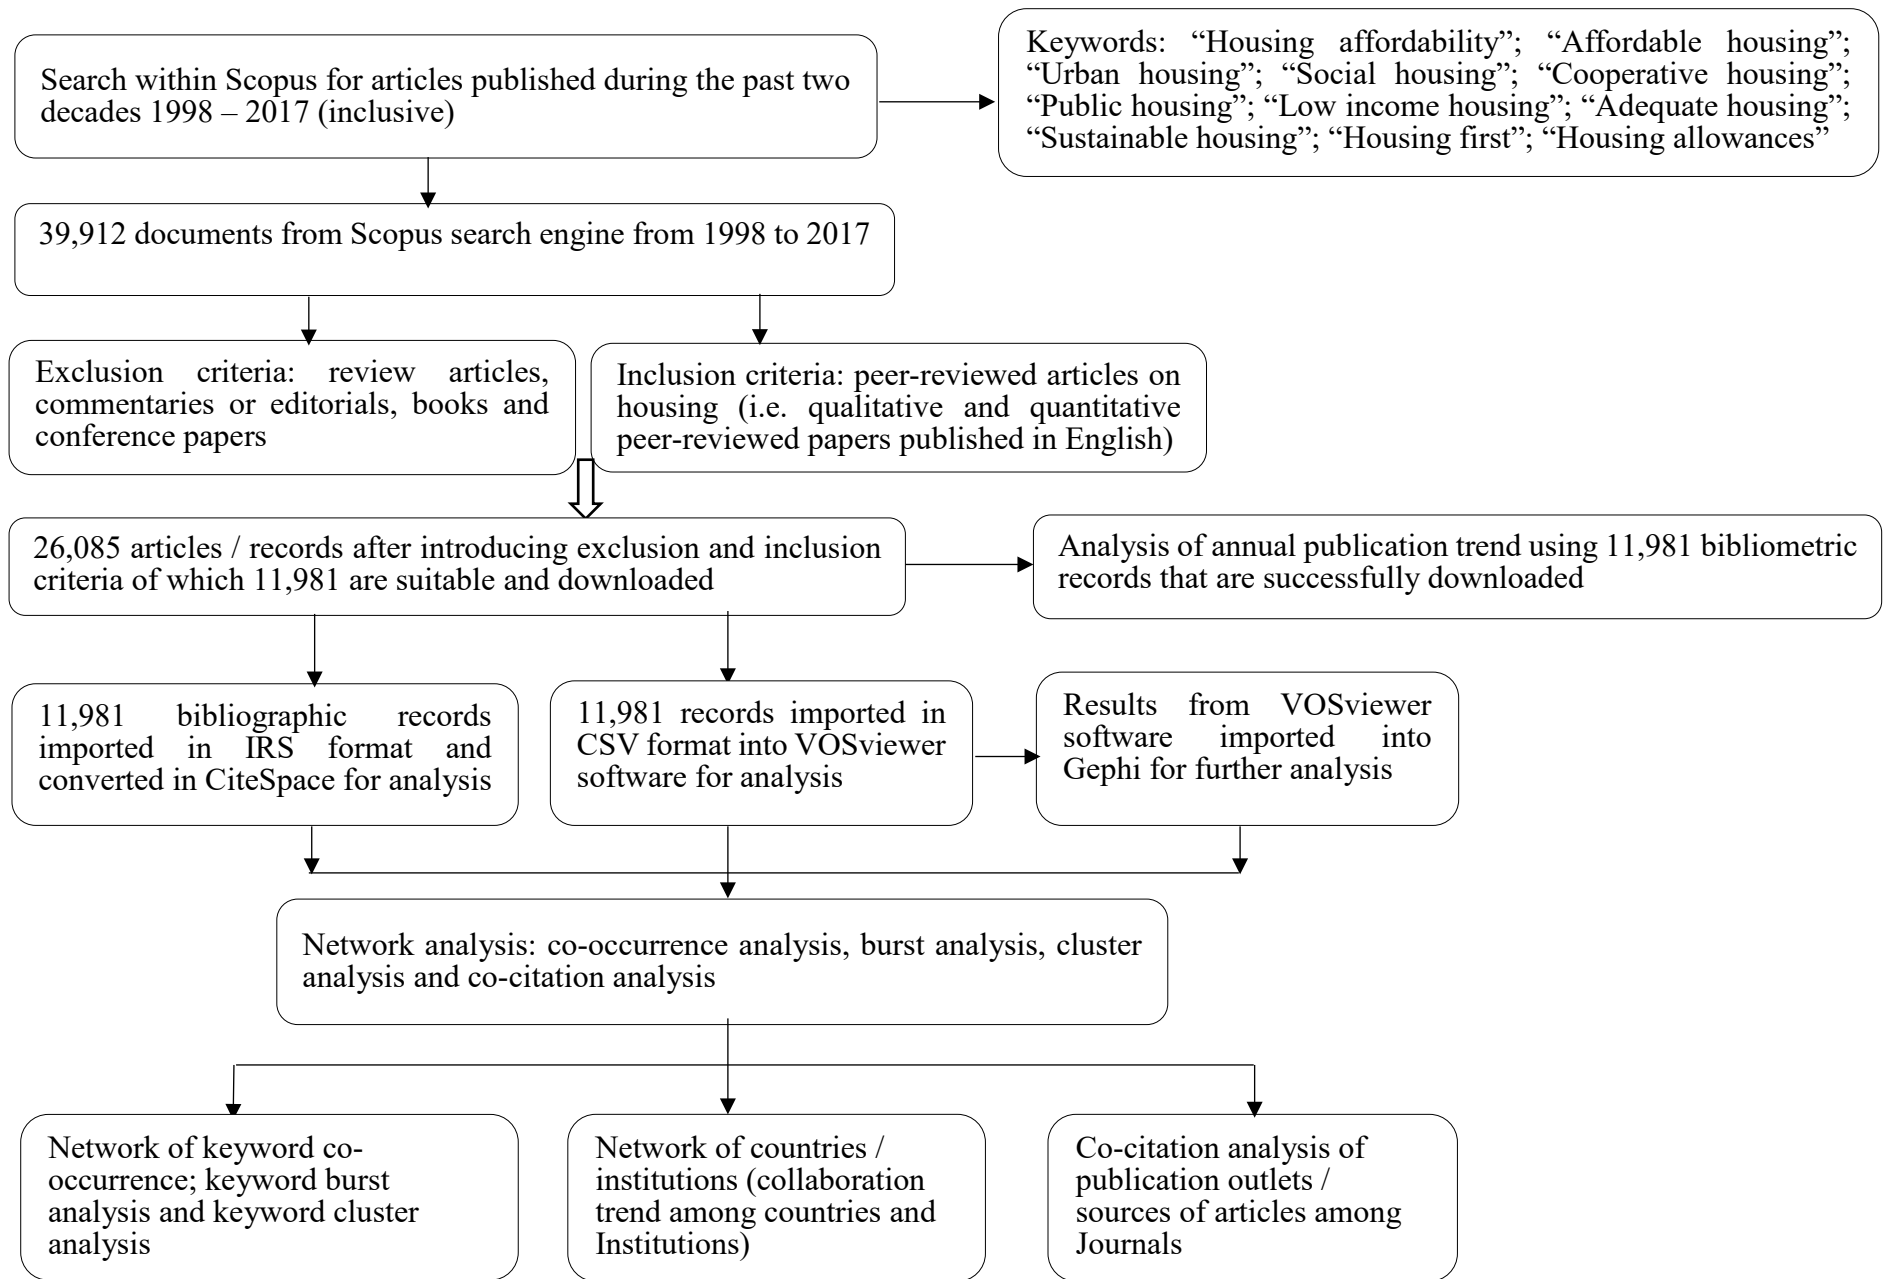 Search within Scopus for articles published during the past two
decades 1998 – 2017 (inclusive)
Keywords: “Housing affordability”; “Affordable housing”;
“Urban housing”; “Social housing”; “Cooperative housing”;
“Public housing”; “Low income housing”; “Adequate housing”;
“Sustainable housing”; “Housing first”; “Housing allowances”
39,912 documents from Scopus search engine from 1998 to 2017
Exclusion criteria: review articles,
commentaries or editorials, books and
conference papers
Inclusion criteria: peer-reviewed articles on
housing (i.e. qualitative and quantitative
peer-reviewed papers published in English)
26,085 articles / records after introducing exclusion and inclusion
criteria of which 11,981 are suitable and downloaded
Analysis of annual publication trend using 11,981 bibliometric
records that are successfully downloaded
11,981 bibliographic records
imported in IRS format and
converted in CiteSpace for analysis
11,981 records imported in
CSV format into VOSviewer
software for analysis
Results from VOSviewer
software imported into
Gephi for further analysis
Network analysis: co-occurrence analysis, burst analysis, cluster
analysis and co-citation analysis
Network of keyword co-
occurrence; keyword burst
analysis and keyword cluster
analysis
Network of countries /
institutions (collaboration
trend among countries and
Institutions)
Co-citation analysis of
publication outlets /
sources of articles among
Journals